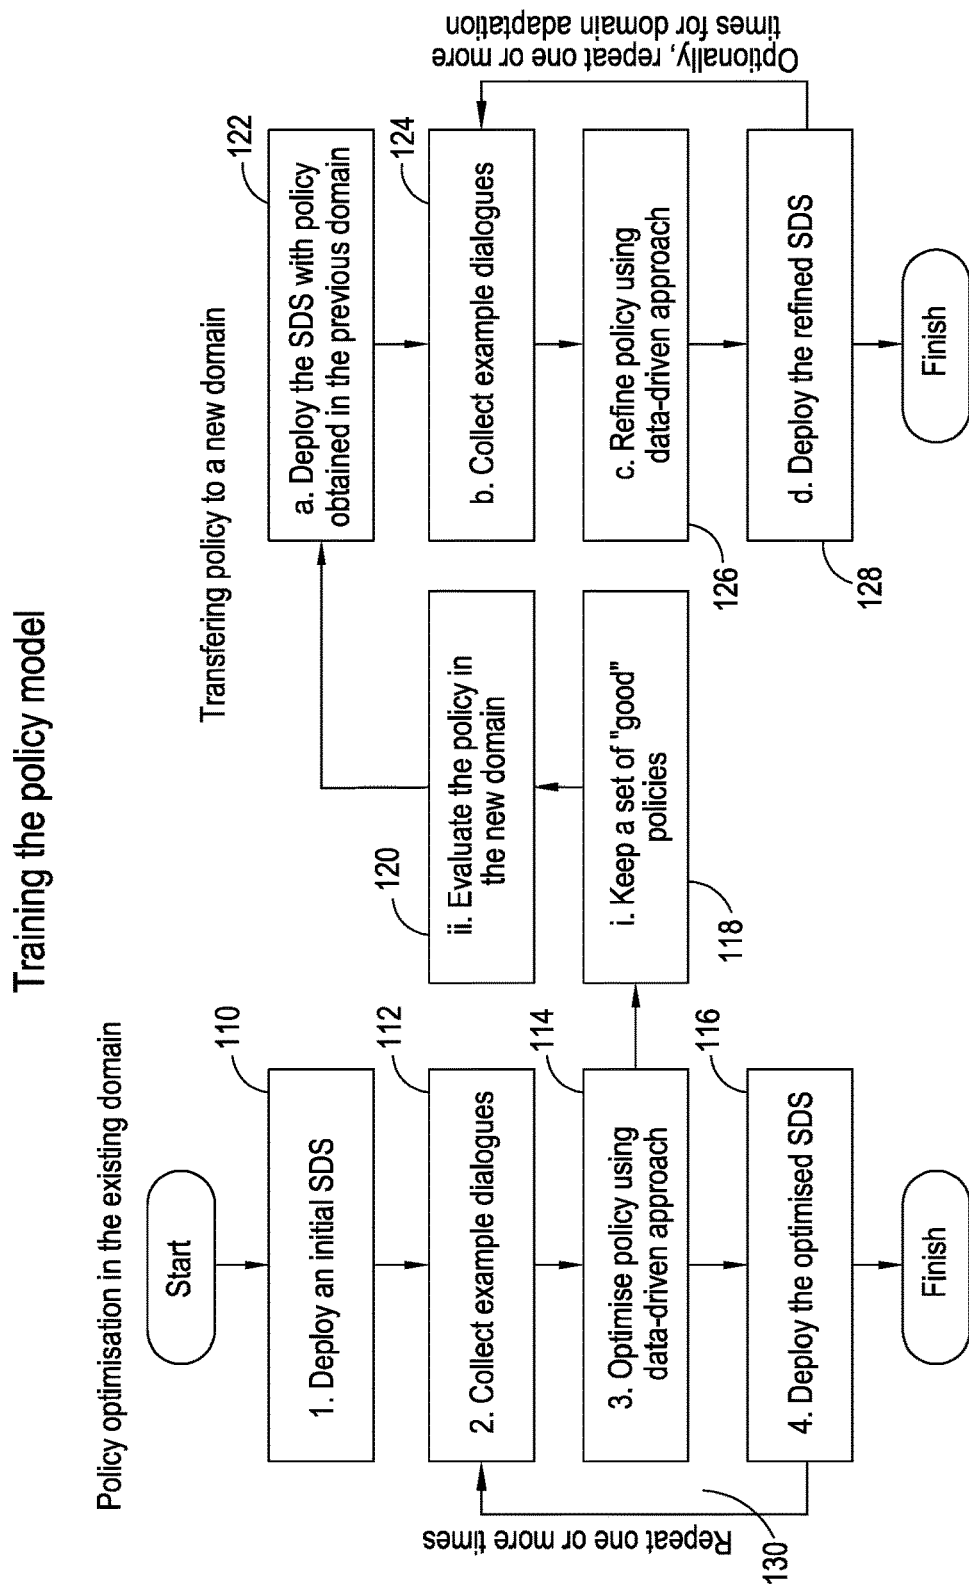 Training the policy model
Policy optimisation in the existing domain
Start
110
1. Deploy an initial SDS
112
2. Collect example dialogues
114
3. Optimise policy using
data-driven approach
116
4. Deploy the optimised SDS
Finish
Repeat one or more times
130
118
i. Keep a set of "good"
policies
120
ii. Evaluate the policy in
the new domain
Transfering policy to a new domain
122
a. Deploy the SDS with policy
obtained in the previous domain
124
b. Collect example dialogues
126
c. Refine policy using
data-driven approach
128
d. Deploy the refined SDS
Finish
Optionally, repeat one or more
times for domain adaptation